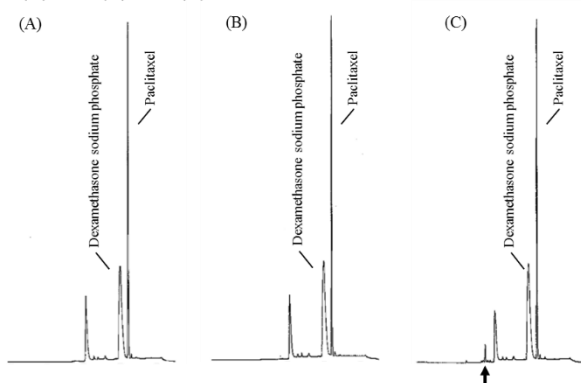 (A)
Dexamethasone sodium phosphate
Paclitaxel
(B)
Dexamethasone sodium phosphate
Paclitaxel
(C)
Dexamethasone sodium phosphate
Paclitaxel